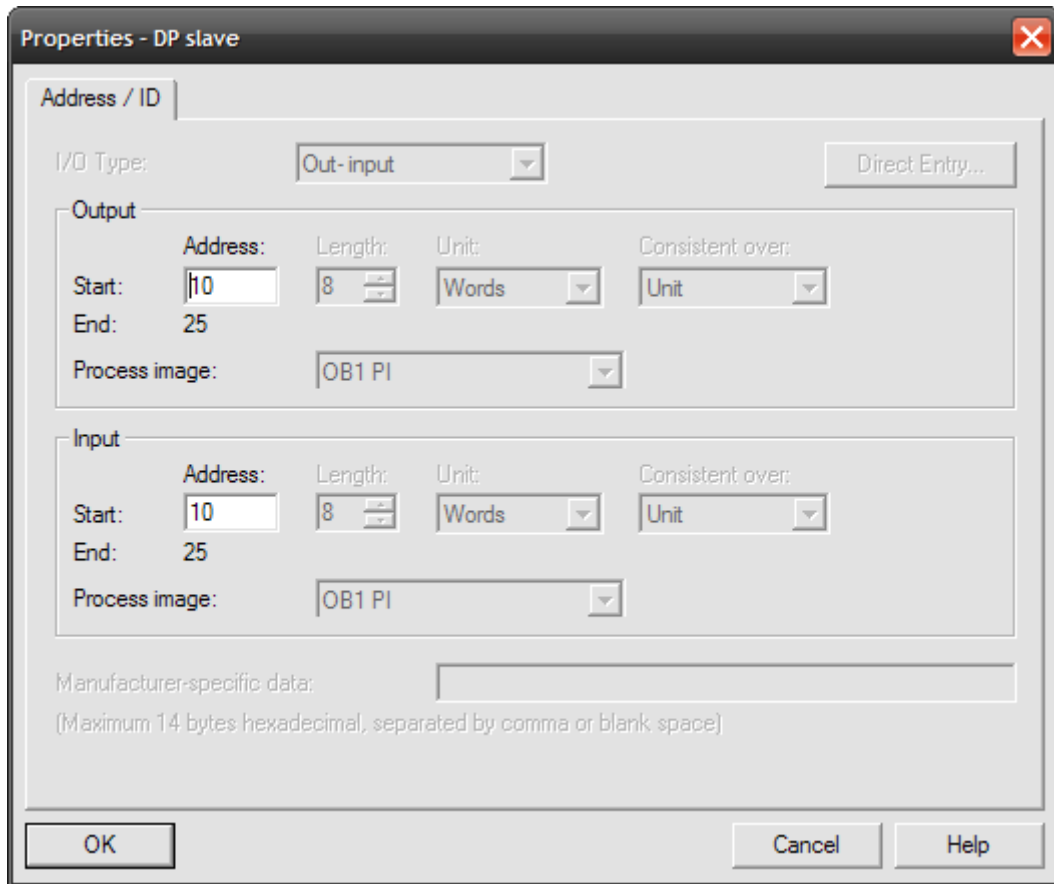 Properties - DP slave
Address / ID
I/O Type: Out- input Direct Entry...
Output
Address: Length: Unit: Consistent over:
Start: 10 8 Words Unit
End: 25
Process image: OB1 PI
Input
Address: Length: Unit: Consistent over:
Start: 10 8 Words Unit
End: 25
Process image: OB1 PI
Manufacturer-specific data:
(Maximum 14 bytes hexadecimal, separated by comma or blank space)
OK Cancel Help